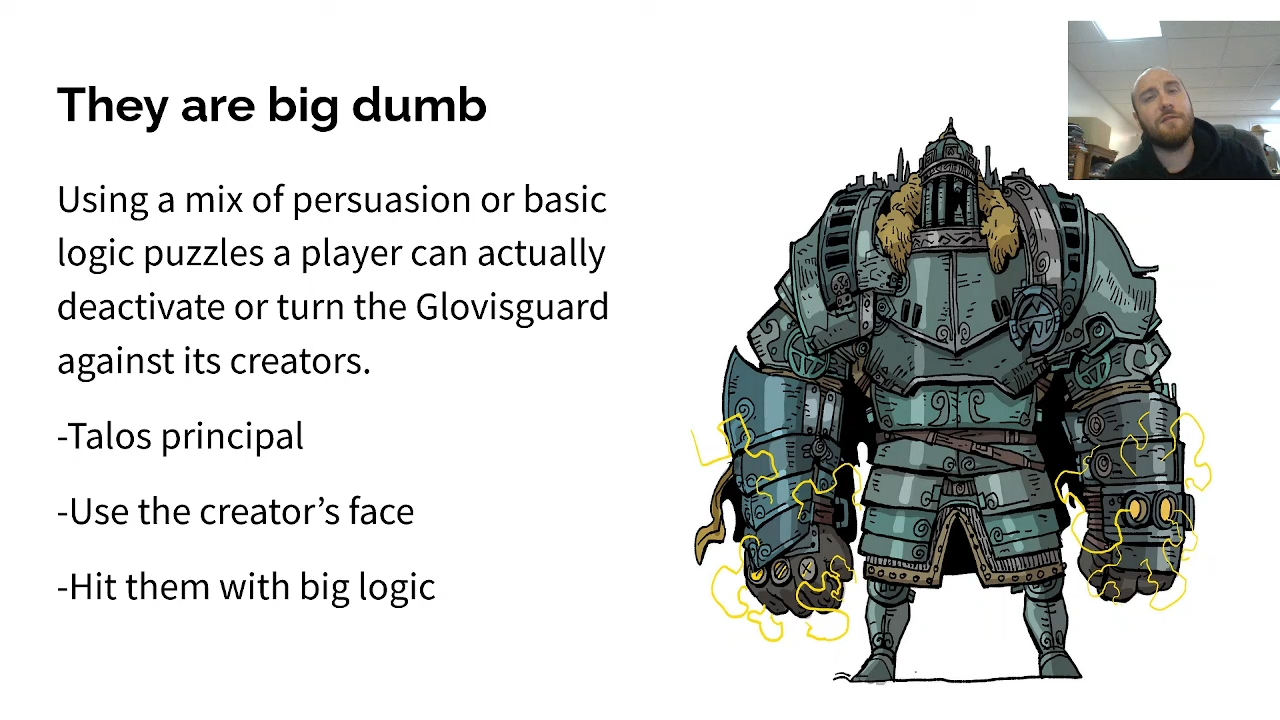 They are big dumb
Using a mix of persuasion or basic
logic puzzles a player can actually
deactivate or turn the Glovisguard
against its creators.
-Talos principal
-Use the creator’s face
-Hit them with big logic